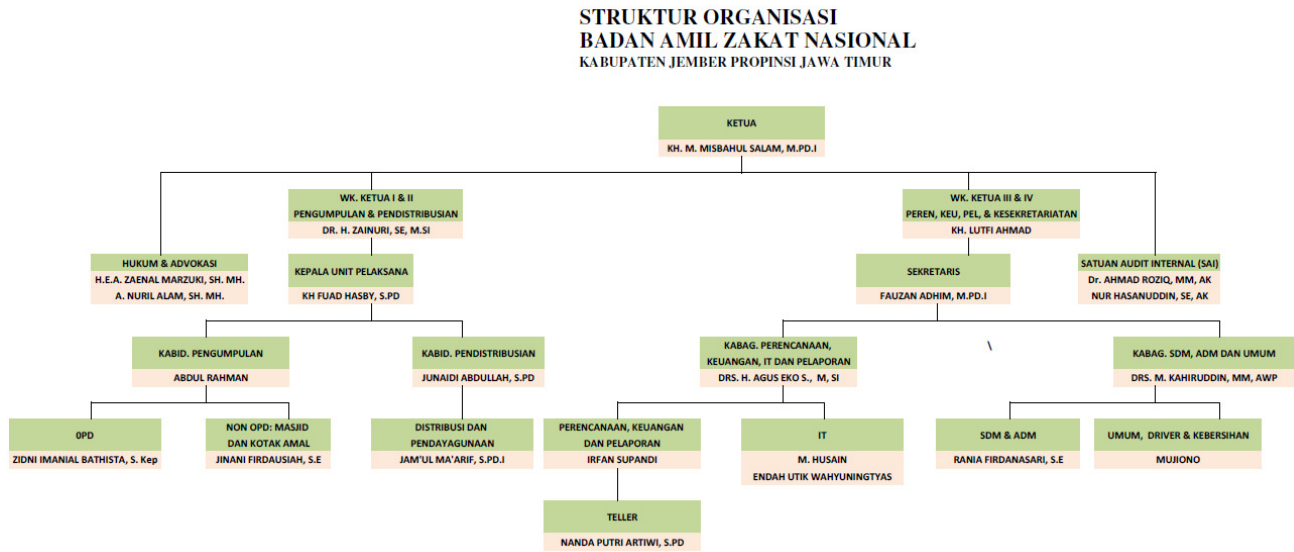 STRUKTUR ORGANISASI
BADAN AMIL ZAKAT NASIONAL
KABUPATEN JEMBER PROPINSI JAWA TIMUR
KETUA
KH. M. MISBAHUL SALAM, M.PD.I
WK. KETUA I & II
PENGUMPULAN & PENDISTRIBUSIAN
DR. H. ZAINURI, SE, M.SI
WK. KETUA III & IV
PEREN, KEU, PEL, & KESEKRETARIATAN
KH. LUTFI AHMAD
HUKUM & ADVOKASI
H.E.A. ZAENAL MARZUKI, SH. MH.
A. NURIL ALAM, SH. MH.
KEPALA UNIT PELAKSANA
KH FUAD HASBY, S.PD
SEKRETARIS
FAUZAN ADHIM, M.PD.I
SATUAN AUDIT INTERNAL (SAI)
Dr. AHMAD ROZIQ, MM, AK
NUR HASANUDDIN, SE, AK
KABID. PENGUMPULAN
ABDUL RAHMAN
KABID. PENDISTRIBUSIAN
JUNAIDI ABDULLAH, S.PD
KABAG. PERENCANAAN,
KEUANGAN, IT DAN PELAPORAN
DRS. H. AGUS EKO S., M, SI
\
KABAG. SDM, ADM DAN UMUM
DRS. M. KAHIRUDDIN, MM, AWP
0PD
ZIDNI IMANIAL BATHISTA, S. Kep
NON OPD: MASJID
DAN KOTAK AMAL
JINANI FIRDAUSIAH, S.E
DISTRIBUSI DAN
PENDAYAGUNAAN
JAM'UL MA'ARIF, S.PD.I
PERENCANAAN, KEUANGAN
DAN PELAPORAN
IRFAN SUPANDI
IT
M. HUSAIN
ENDAH UTIK WAHYUNINGTYAS
SDM & ADM
RANIA FIRDANASARI, S.E
UMUM, DRIVER & KEBERSIHAN
MUJIONO
TELLER
NANDA PUTRI ARTIWI, S.PD